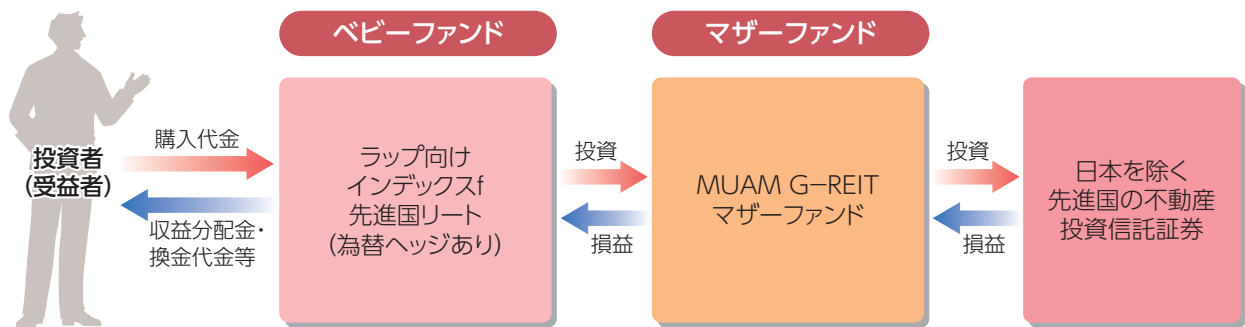 ベビーファンド
マザーファンド
投資者
(受益者)
購入代金
収益分配金・
換金代金等
ラップ向け
インデックスf
先進国リート
(為替ヘッジあり)
投資
損益
MUAM G−REIT
マザーファンド
投資
損益
日本を除く
先進国の不動産
投資信託証券